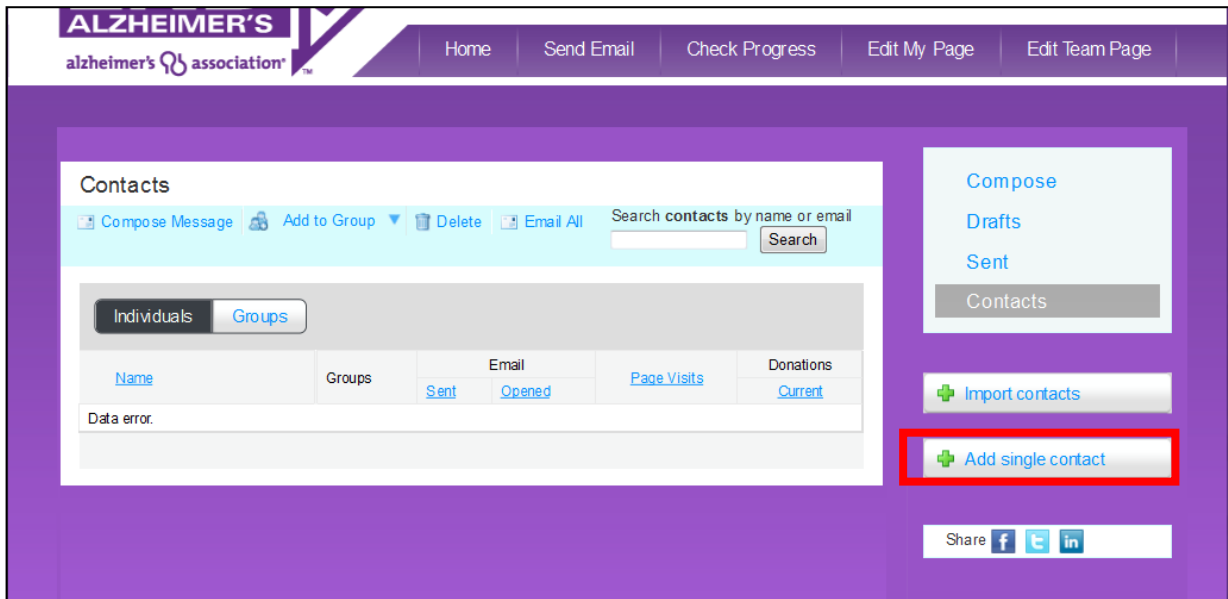 ALZHEIMER'S
alzheimer's association®
TM
Home Send Email Check Progress Edit My Page Edit Team Page
Contacts
Compose Message Add to Group Delete Email All
Search contacts by name or email
Search
Individuals Groups
Name Groups Email Page Visits Donations
Sent Opened Current
Data error.
Compose
Drafts
Sent
Contacts
Import contacts
Add single contact
Share